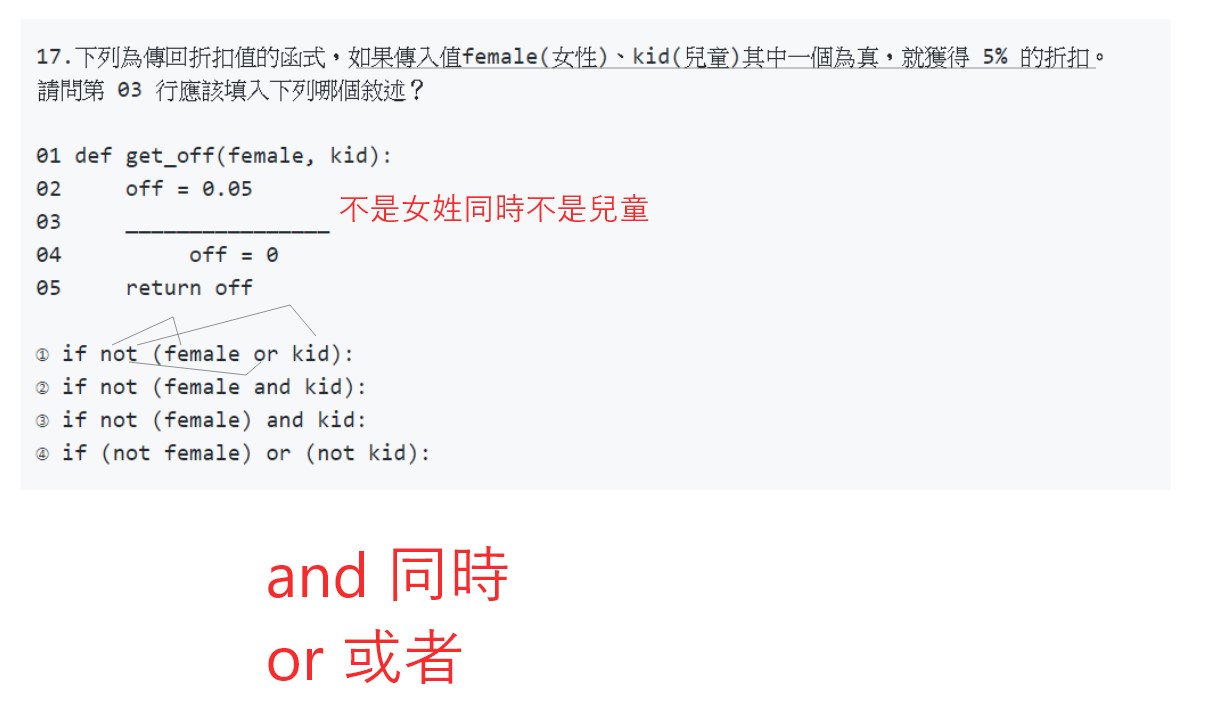 17.下列為傳回折扣值的函式，如果傳入值female(女性)、kid(兒童)其中一個為真，就獲得 5% 的折扣。
請問第 03 行應該填入下列哪個敘述？
01 def get_off(female, kid):
02 off = 0.05
不是女姓同時不是兒童
03 ________________
04 off = 0
05 return off
① if not (female or kid):
② if not (female and kid):
③ if not (female) and kid:
④ if (not female) or (not kid):
and 同時
or 或者